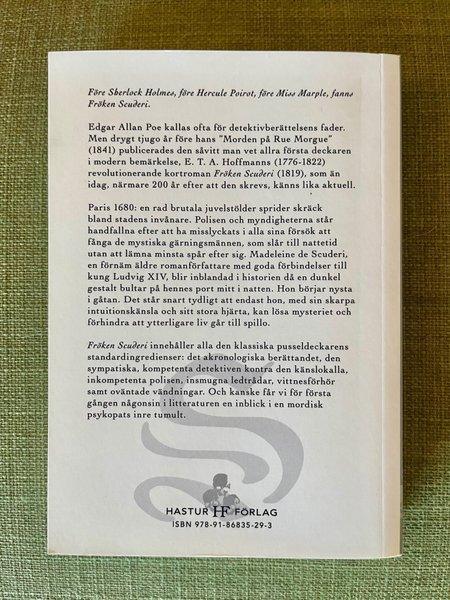 Före Sherlock Holmes, före Hercule Poirot, före Miss Marple, fanns
Fröken Scuderi.
Edgar Allan Poe kallas ofta för detektivberättelsens fader.
Men drygt tjugo år före hans "Morden på Rue Morgue"
(1841) publicerades den såvitt man vet allra första deckaren
i modern bemärkelse, E. T. A. Hoffmanns (1776-1822)
revolutionerande kortroman Fröken Scuderi (1819), som än
idag, närmare 200 år efter att den skrevs, känns lika aktuell.
Paris 1680: en rad brutala juvelstölder sprider skräck
bland stadens invånare. Polisen och myndigheterna står
handfallna efter att ha misslyckats i alla sina försök att
fånga de mystiska gärningsmännen, som slår till nattetid
utan att lämna minsta spår efter sig. Madeleine de Scuderi,
en förnäm äldre romanförfattare med goda förbindelser till
kung Ludvig XIV, blir inblandad i historien då en dunkel
gestalt bultar på hennes port mitt i natten. Hon börjar nysta
i gåtan. Det står snart tydligt att endast hon, med sin skarpa
intuitionskänsla och sitt stora hjärta, kan lösa mysteriet och
förhindra att ytterligare liv går till spillo.
Fröken Scuderi innehåller alla den klassiska pusseldeckarens
standardingredienser: det akronologiska berättandet, den
sympatiska, kompetenta detektiven kontra den känslokalla,
inkompetenta polisen, insmugna ledtrådar, vittnesförhör
samt oväntade vändningar. Och kanske får vi för första
gången någonsin i litteraturen en inblick i en mordisk
psykopats inre tumult.
HASTUR HF FÖRLAG
ISBN 978-91-86835-29-3